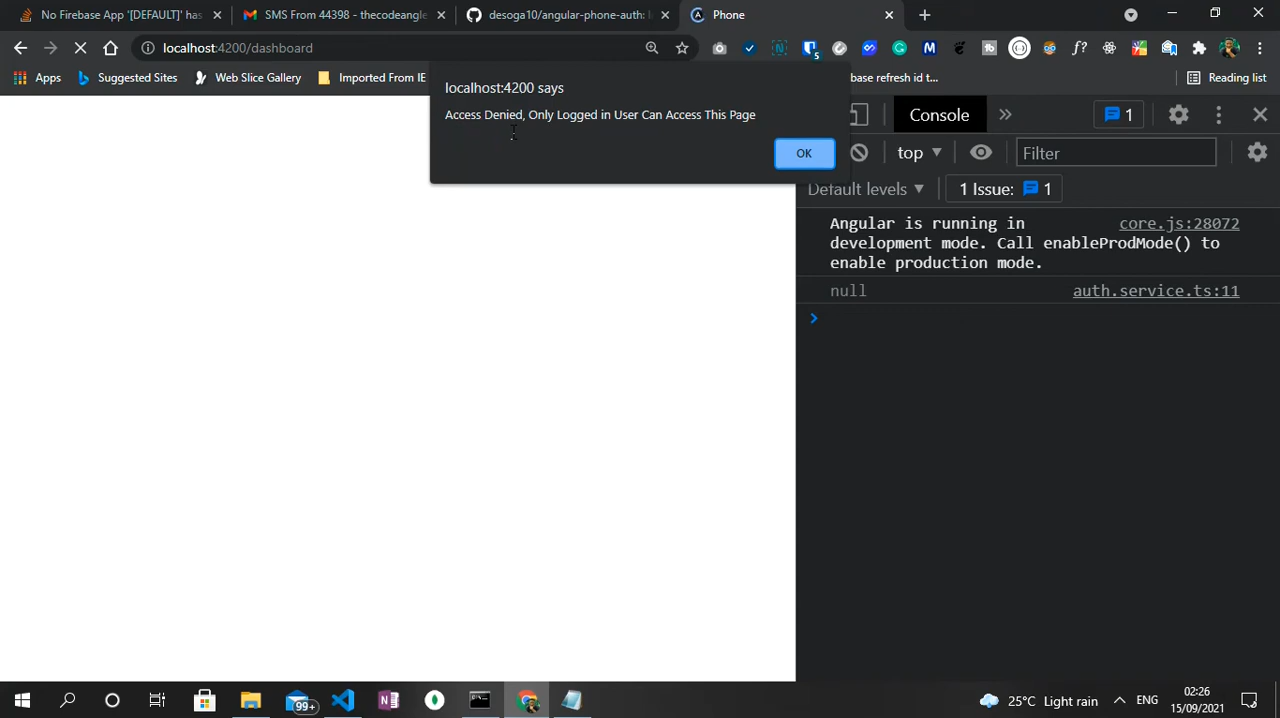 No Firebase App '[DEFAULT]' has
SMS From 44398 - thecodeangle
desoga10/angular-phone-auth: l
Phone
localhost:4200/dashboard
5
f?
M
Apps
Suggested Sites
Web Slice Gallery
Imported From IE
base refresh id t...
Reading list
localhost:4200 says
Access Denied, Only Logged in User Can Access This Page
OK
Console
1
top
Filter
Default levels
1 Issue: 1
Angular is running in core.js:28072
development mode. Call enableProdMode() to
enable production mode.
null auth.service.ts:11
99+
25°C Light rain
ENG
02:26
15/09/2021